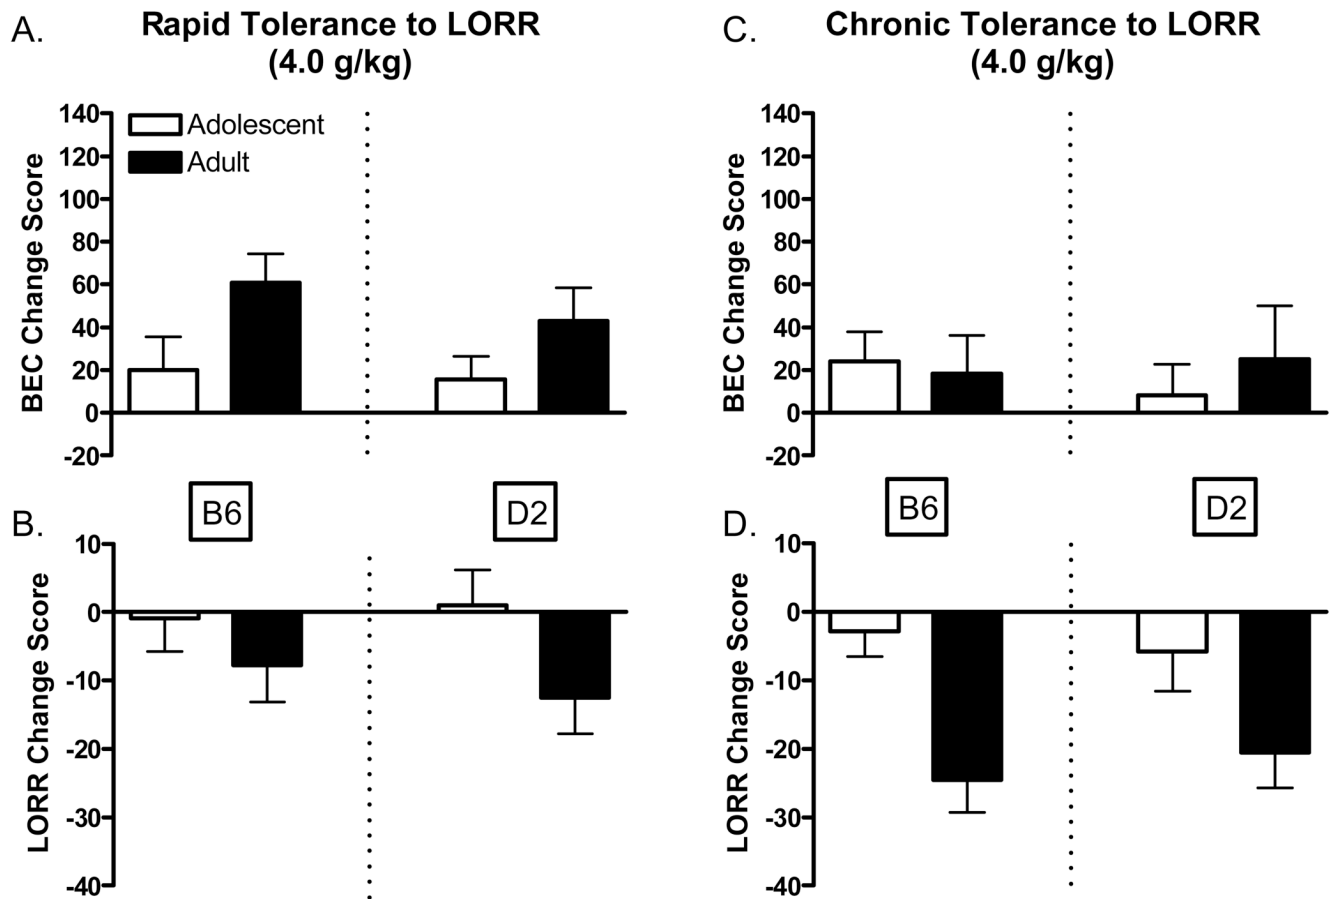 A.
Rapid Tolerance to LORR
(4.0 g/kg)
BEC Change Score
140
120
100
80
60
40
20
0
-20
Adolescent
Adult
B6
D2
B.
LORR Change Score
10
0
-10
-20
-30
-40
C.
Chronic Tolerance to LORR
(4.0 g/kg)
BEC Change Score
140
120
100
80
60
40
20
0
-20
B6
D2
D.
LORR Change Score
10
0
-10
-20
-30
-40